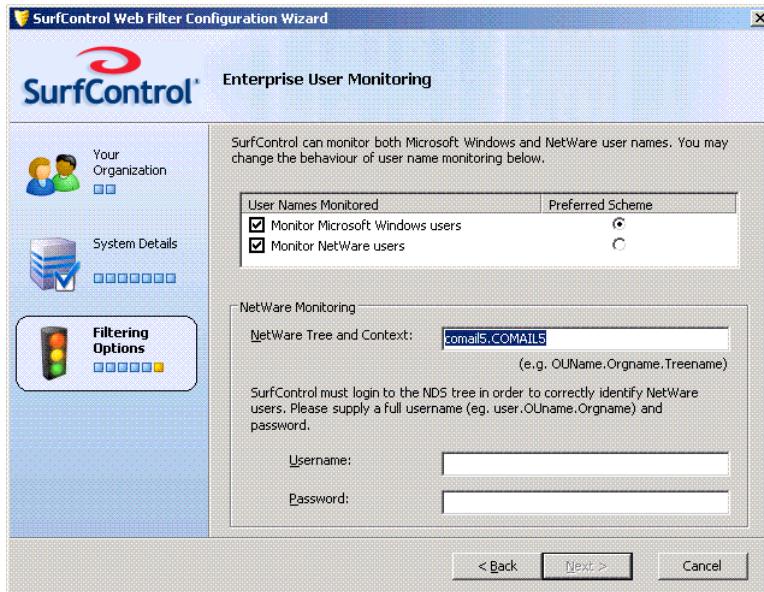 SurfControl Web Filter Configuration Wizard
SurfControl
Enterprise User Monitoring
Your
Organization
System Details
Filtering
Options
SurfControl can monitor both Microsoft Windows and NetWare user names. You may
change the behaviour of user name monitoring below.
User Names Monitored Preferred Scheme
Monitor Microsoft Windows users
Monitor NetWare users
NetWare Monitoring
NetWare Tree and Context: comail5.COMAIL5
(e.g. OUName.Orgname.Treename)
SurfControl must login to the NDS tree in order to correctly identify NetWare
users. Please supply a full username (eg. user.OUname.Orgname) and
password.
Username:
Password:
< Back Next > Cancel